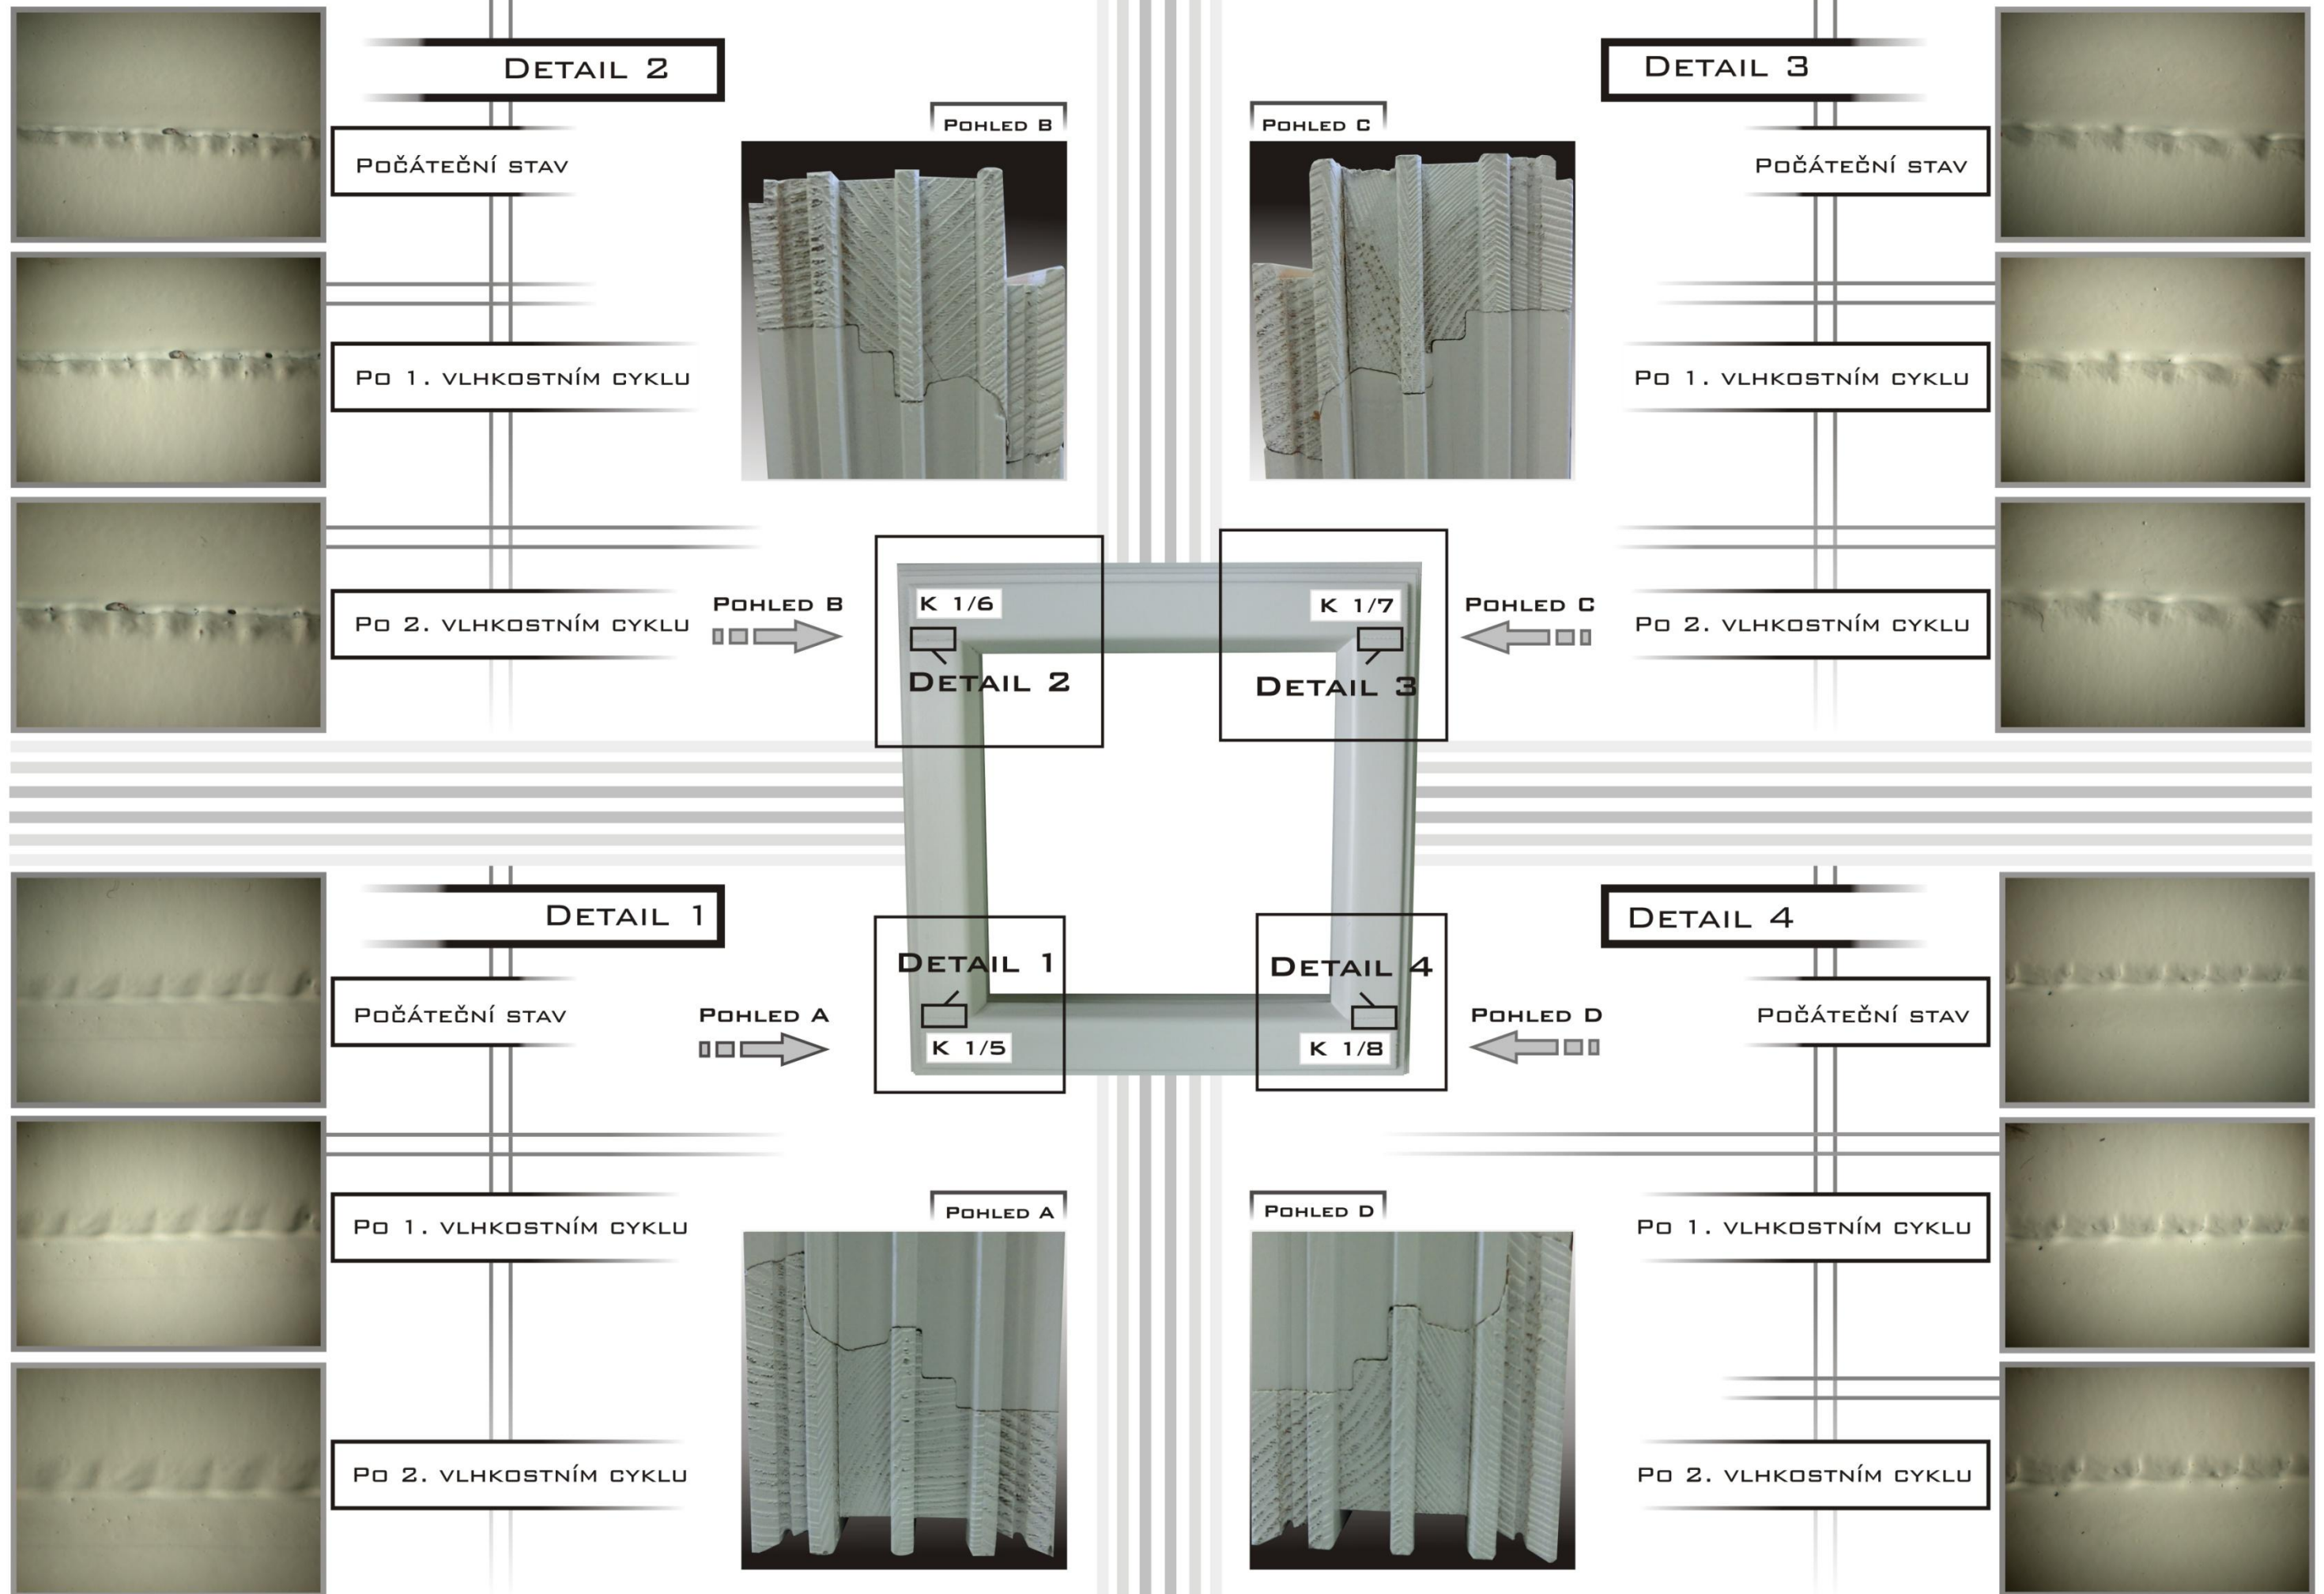 Detail 2
Počáteční stav
Po 1. vlhkostním cyklu
Po 2. vlhkostním cyklu
Pohled B
Pohled B
Pohled C
Detail 3
Počáteční stav
Po 1. vlhkostním cyklu
Po 2. vlhkostním cyklu
Pohled C
K 1/6
Detail 2
K 1/7
Detail 3
Detail 1
K 1/5
Detail 4
K 1/8
Detail 1
Počáteční stav
Po 1. vlhkostním cyklu
Po 2. vlhkostním cyklu
Pohled A
Pohled A
Pohled D
Pohled D
Detail 4
Počáteční stav
Po 1. vlhkostním cyklu
Po 2. vlhkostním cyklu